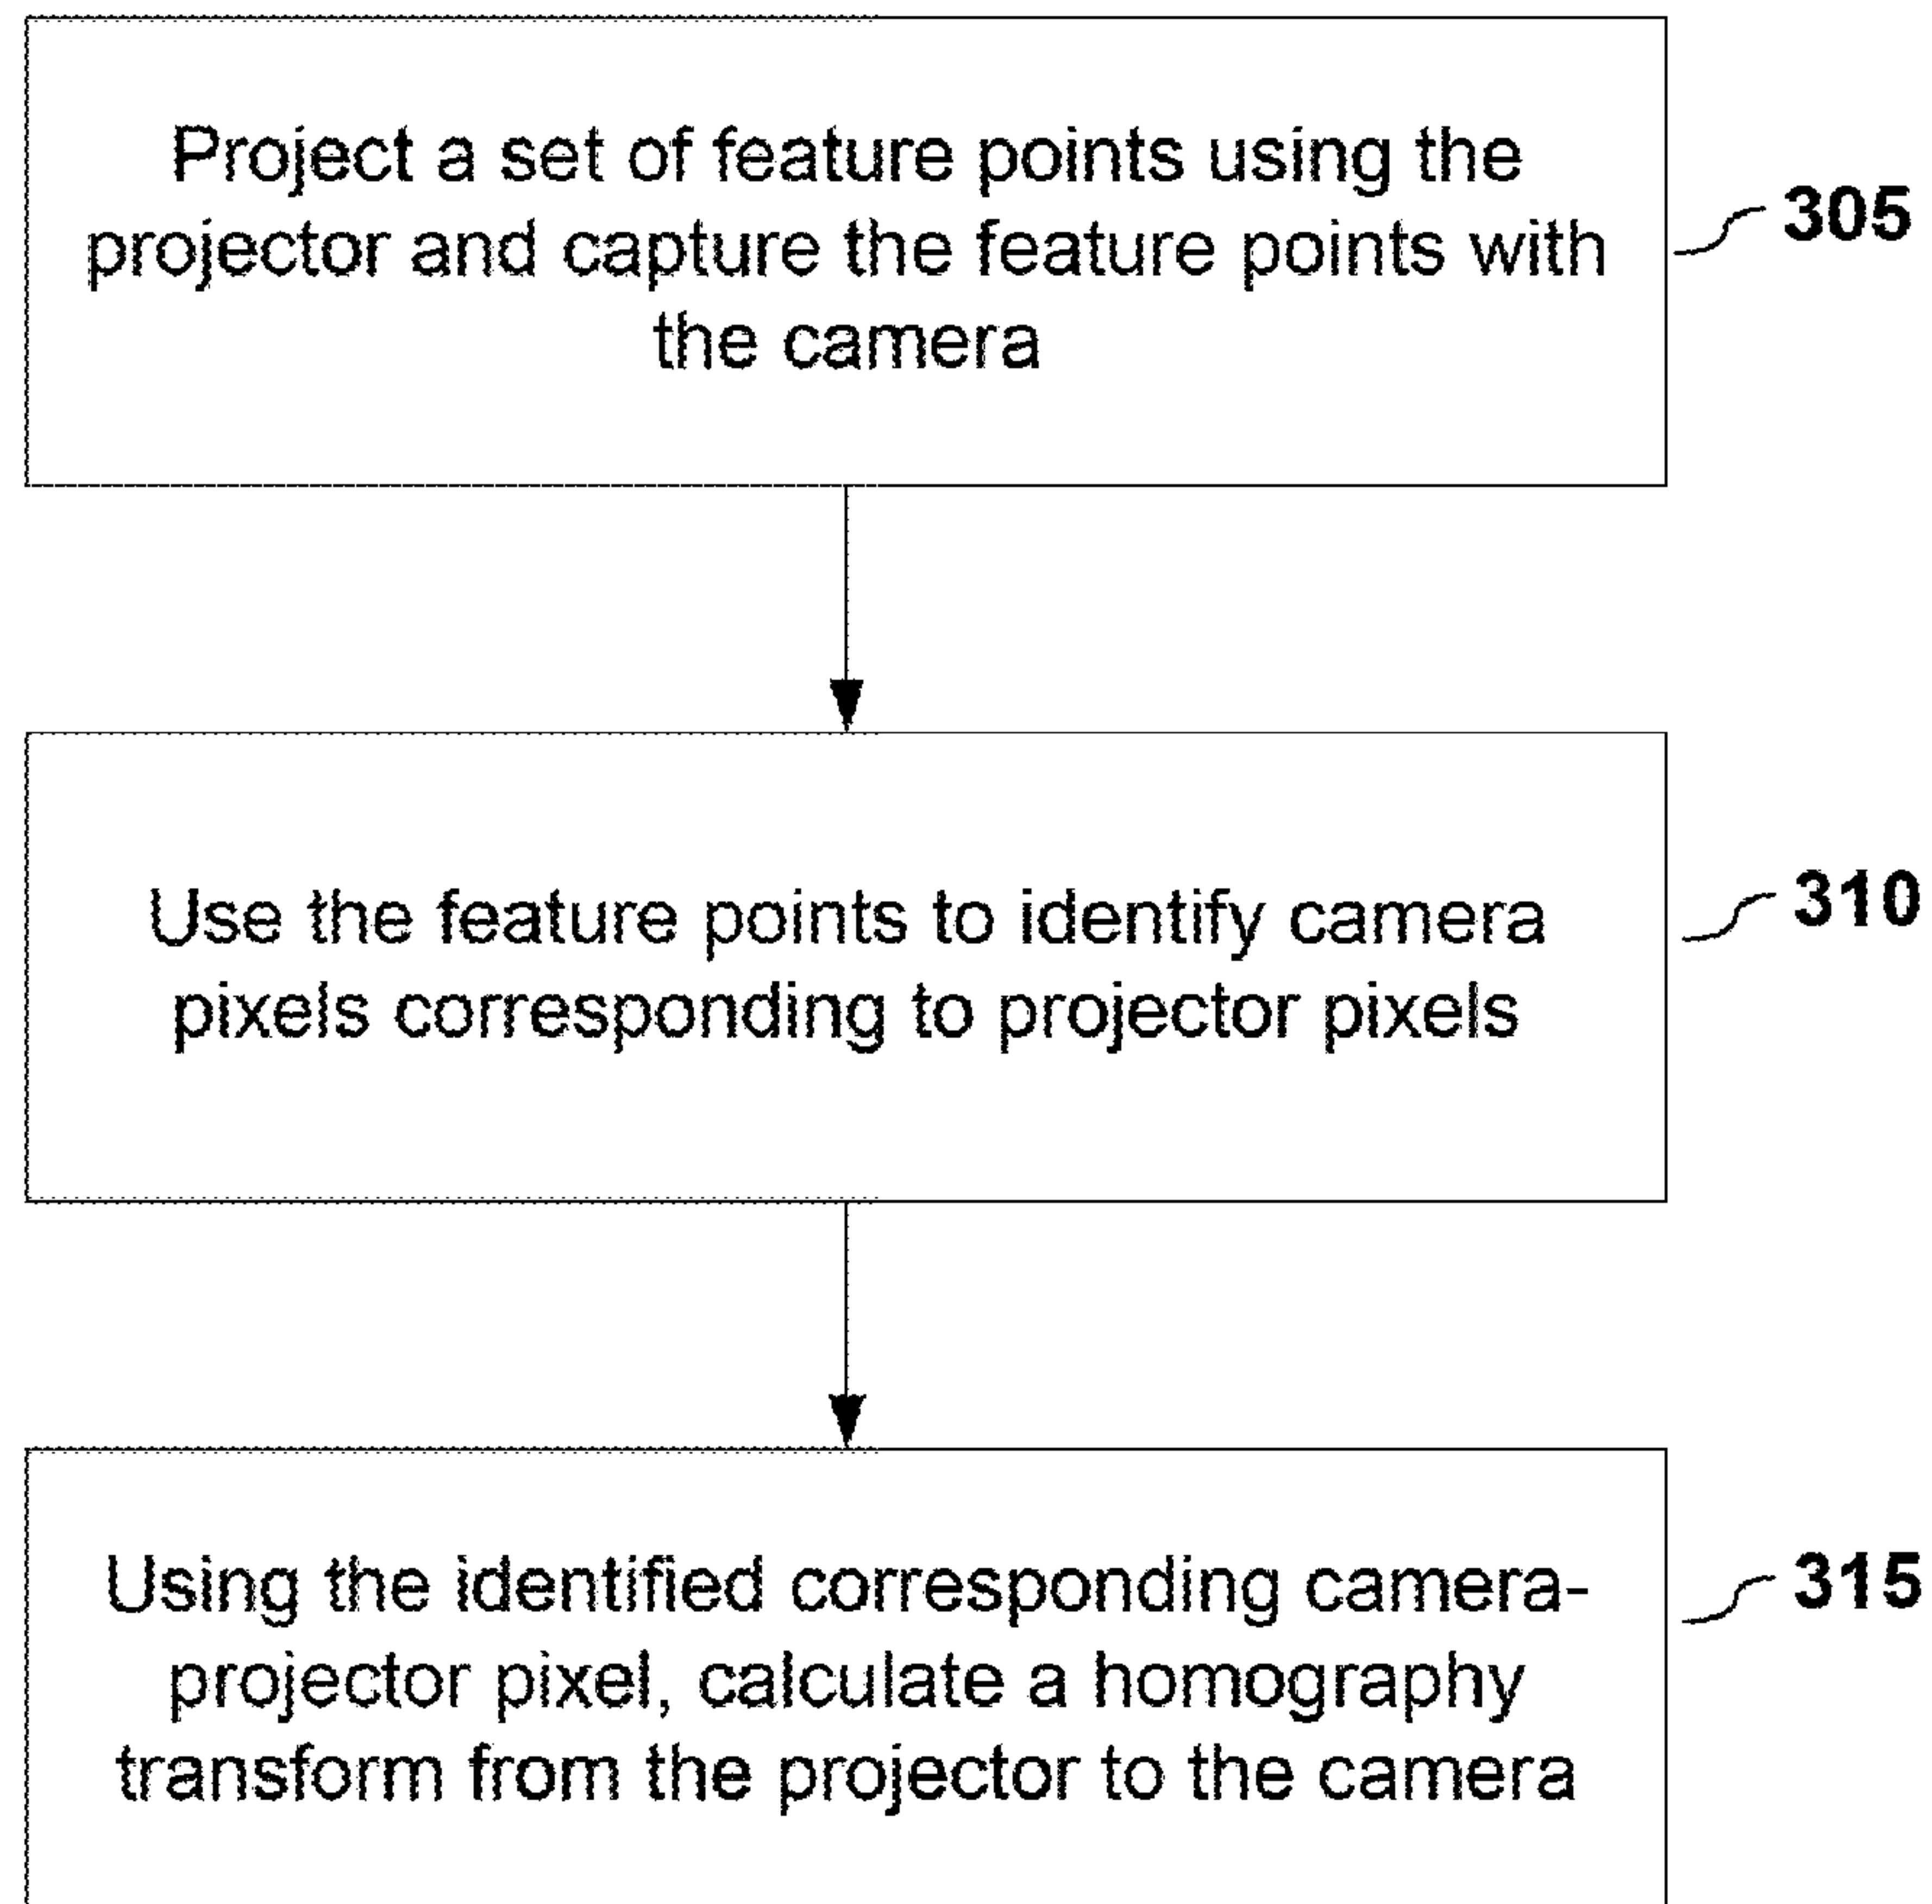 Project a set of feature points using the
projector and capture the feature points with
the camera
305
Use the feature points to identify camera
pixels corresponding to projector pixels
310
Using the identified corresponding camera-
projector pixel, calculate a homography
transform from the projector to the camera
315